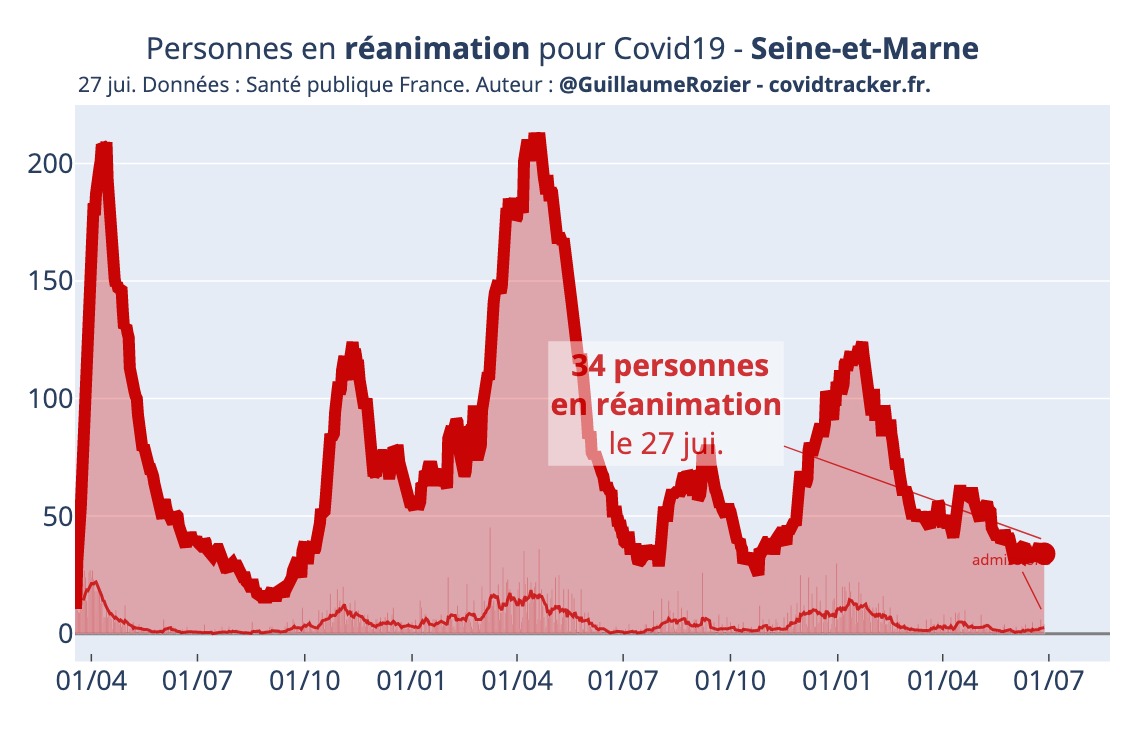 Personnes en réanimation pour Covid19 - Seine-et-Marne
27 jui. Données : Santé publique France. Auteur : @GuillaumeRozier - covidtracker.fr.
200
150
100
50
0
34 personnes
en réanimation
le 27 jui.
01/04 01/07 01/10 01/01 01/04 01/07 01/10 01/01 01/04 01/07